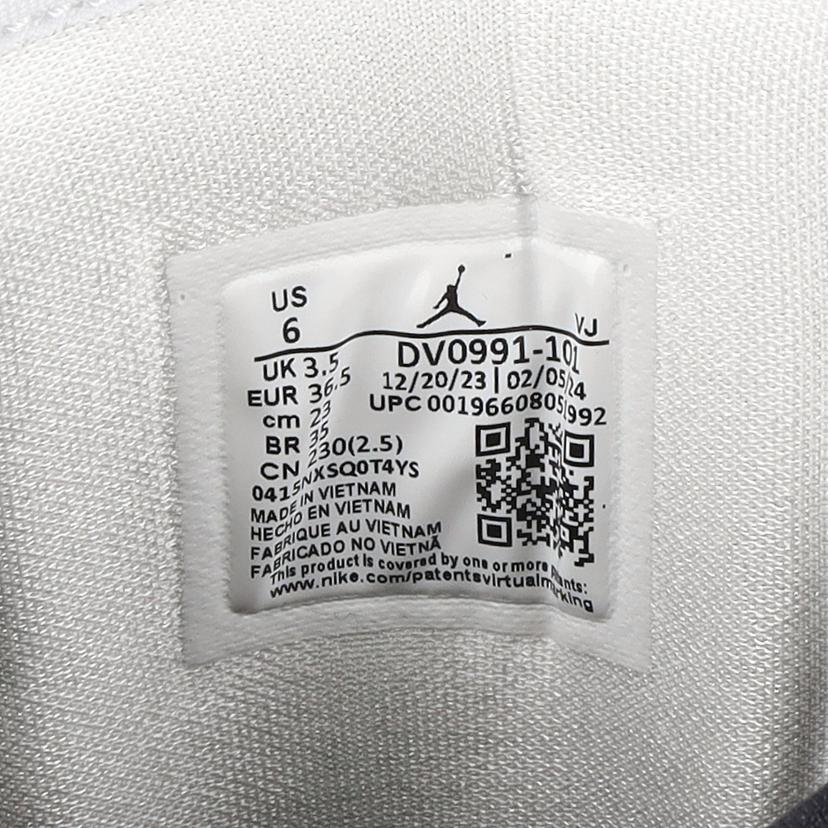 US
6
VJ
UK 3.5
EUR 36.5
cm 23
BR 35
CN 230(2.5)
DV0991-101
12/20/23 | 02/05/24
UPC 00196608051992
0415NXSQ0T4YS
MADE IN VIETNAM
HECHO EN VIETNAM
FABRIQUE AU VIETNAM
FABRICADO NO VIETNÃ
This product is covered by one or more patents:
www.nike.com/patentsvirtualmarking